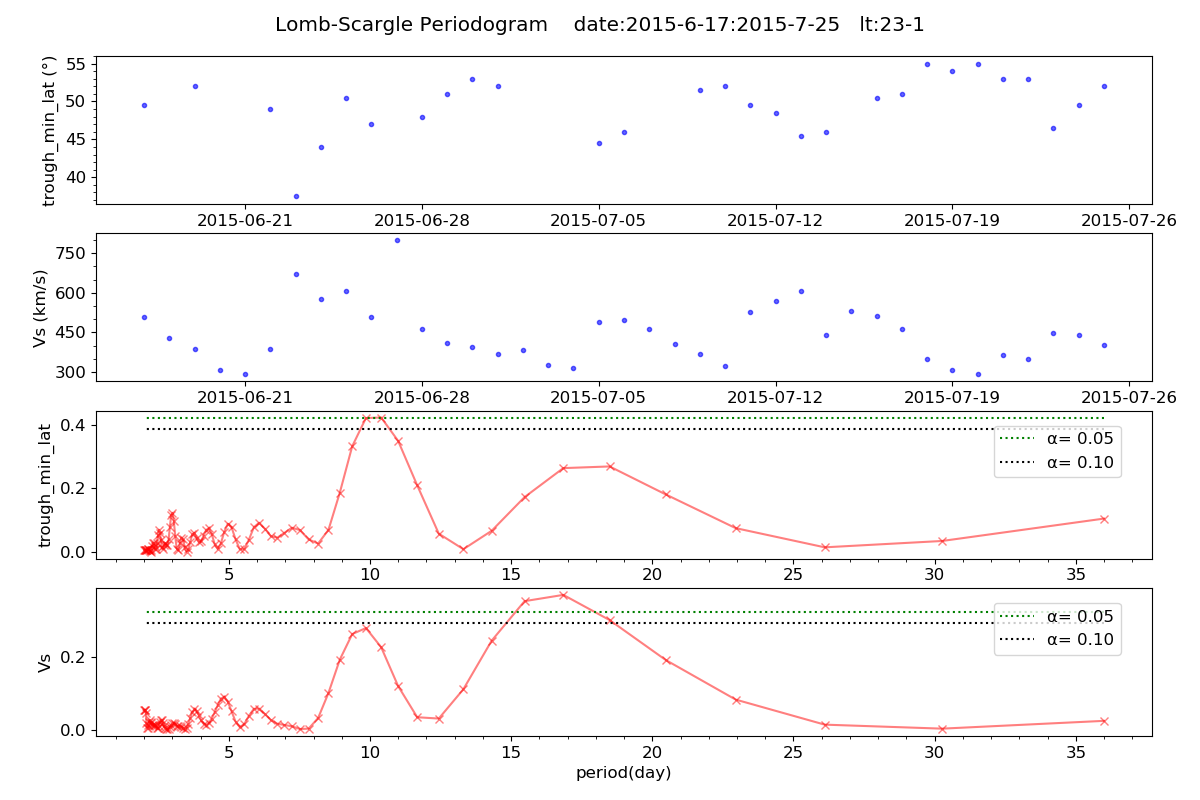 Lomb-Scargle Periodogram    date:2015-6-17:2015-7-25   lt:23-1
trough_min_lat (°)
55
50
45
40
2015-06-21 2015-06-28 2015-07-05 2015-07-12 2015-07-19 2015-07-26
Vs (km/s)
750
600
450
300
2015-06-21 2015-06-28 2015-07-05 2015-07-12 2015-07-19 2015-07-26
trough_min_lat
0.4
0.2
0.0
α= 0.05
α= 0.10
5 10 15 20 25 30 35
Vs
0.2
0.0
α= 0.05
α= 0.10
5 10 15 20 25 30 35
period(day)